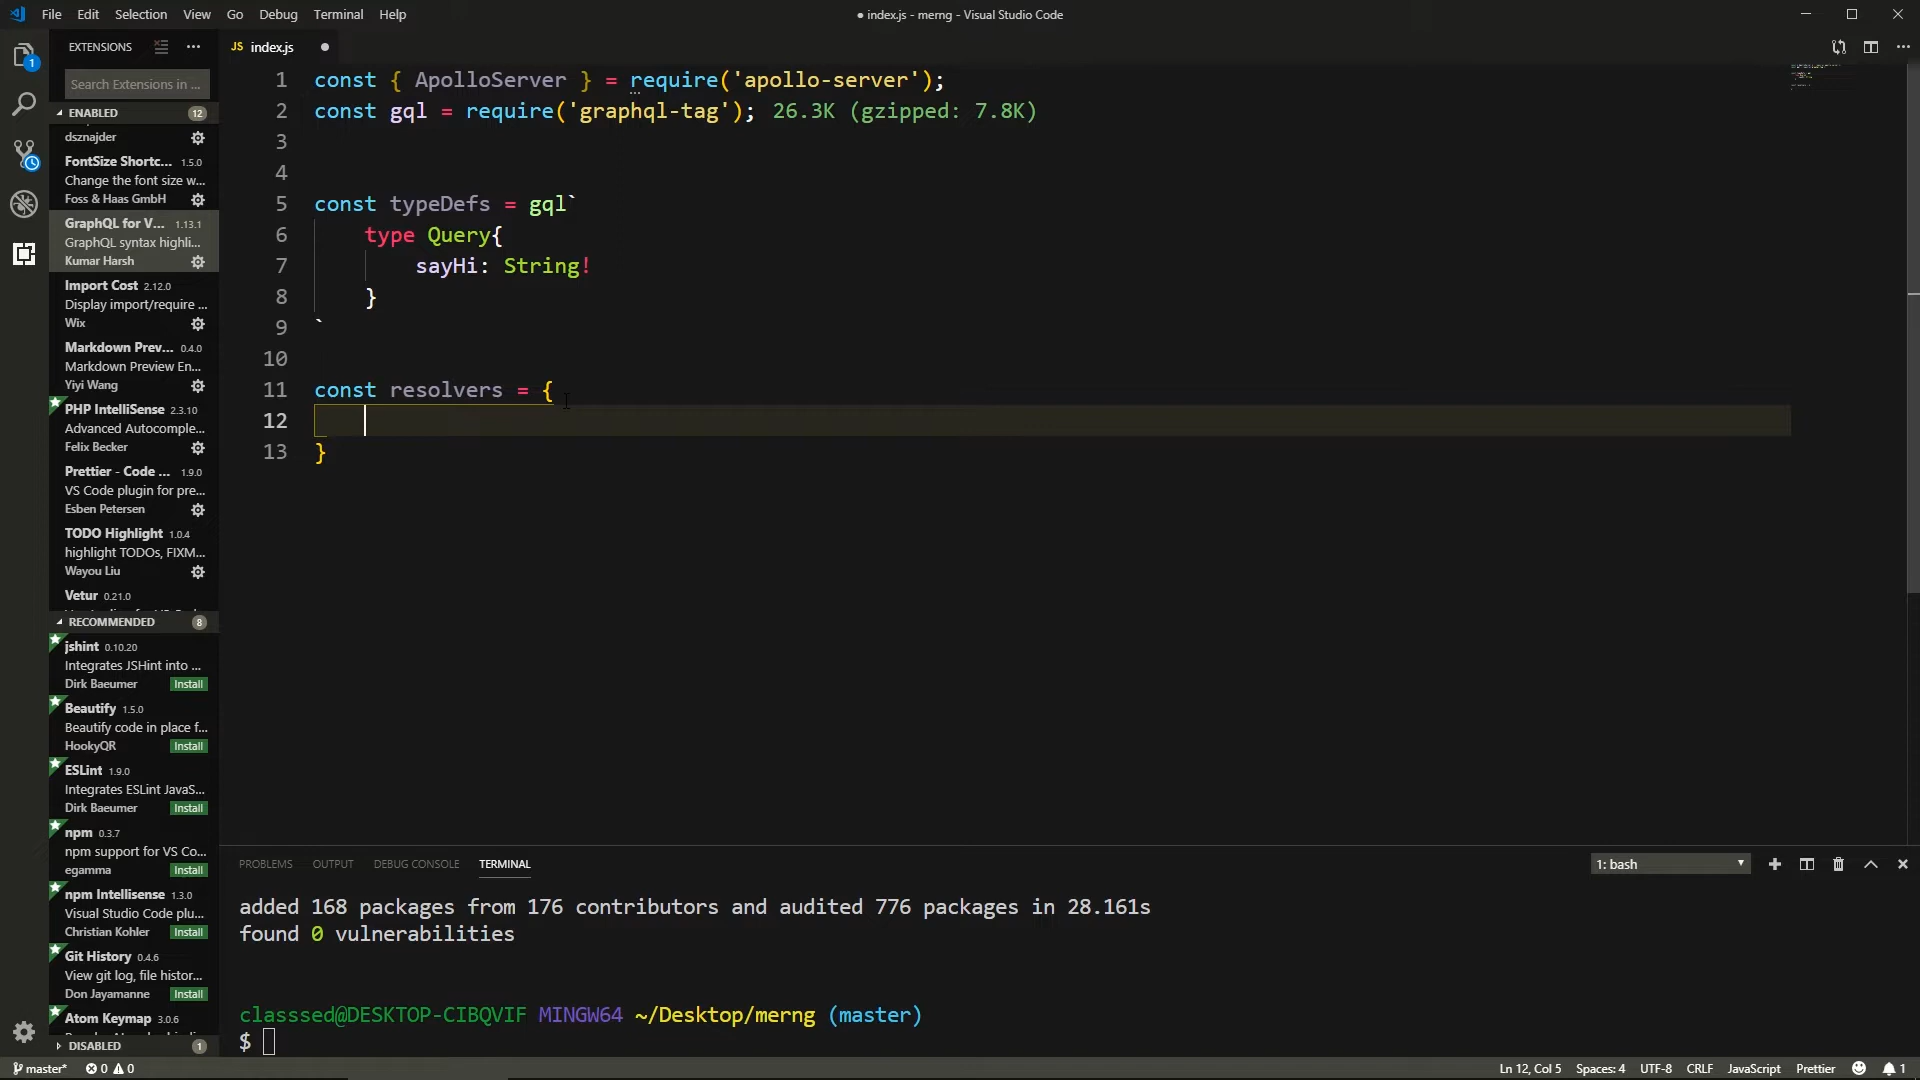 File Edit Selection View Go Debug Terminal Help
● index.js - merng - Visual Studio Code
EXTENSIONS
Search Extensions in ...
ENABLED 12
dsznajder
FontSize Shortc... 1.5.0
Change the font size w...
Foss & Haas GmbH
GraphQL for V... 1.13.1
GraphQL syntax highli...
Kumar Harsh
Import Cost 2.12.0
Display import/require ...
Wix
Markdown Prev... 0.4.0
Markdown Preview En...
Yiyi Wang
PHP IntelliSense 2.3.10
Advanced Autocomple...
Felix Becker
Prettier - Code ... 1.9.0
VS Code plugin for pre...
Esben Petersen
TODO Highlight 1.0.4
highlight TODOs, FIXM...
Wayou Liu
Vetur 0.21.0
RECOMMENDED 8
jshint 0.10.20
Integrates JSHint into ...
Dirk Baeumer Install
Beautify 1.5.0
Beautify code in place f...
HookyQR Install
ESLint 1.9.0
Integrates ESLint JavaS...
Dirk Baeumer Install
npm 0.3.7
npm support for VS Co...
egamma Install
npm Intellisense 1.3.0
Visual Studio Code plu...
Christian Kohler Install
Git History 0.4.6
View git log, file histor...
Don Jayamanne Install
Atom Keymap 3.0.6
DISABLED 1
JS index.js ●
1 const { ApolloServer } = require('apollo-server');
2 const gql = require('graphql-tag'); 26.3K (gzipped: 7.8K)
3
4
5 const typeDefs = gql`
6 type Query{
7 sayHi: String!
8 }
9 `
10
11 const resolvers = {
12
13 }
PROBLEMS OUTPUT DEBUG CONSOLE TERMINAL
1: bash
added 168 packages from 176 contributors and audited 776 packages in 28.161s
found 0 vulnerabilities
classsed@DESKTOP-CIBQVIF MINGW64 ~/Desktop/merng (master)
$
master* 0 0 Ln 12, Col 5 Spaces: 4 UTF-8 CRLF JavaScript Prettier 1